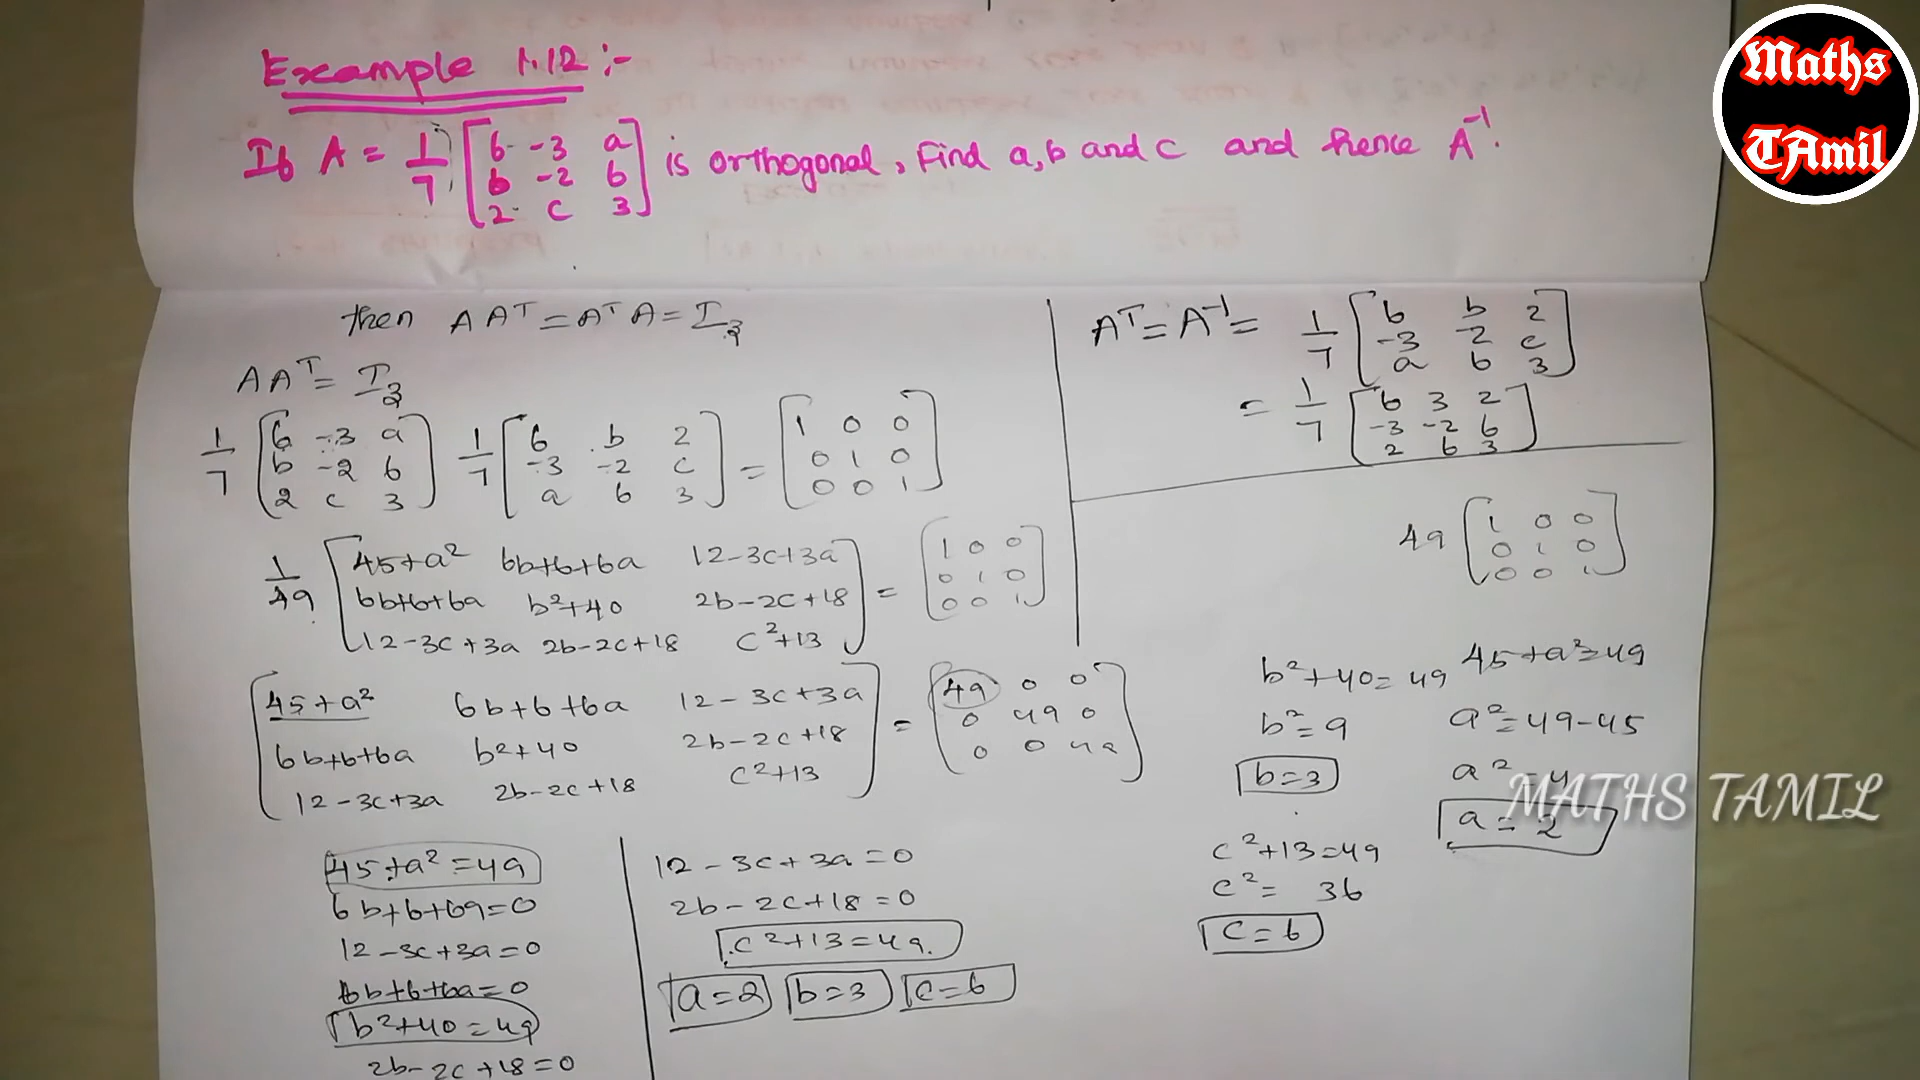 Example 1.12 :-
If A = 1/7 [6 -3 a
b -2 6
2 c 3] is orthogonal, Find a, b and c and hence A⁻¹.
Maths
TAmil
then AAᵀ = AᵀA = I₃
AAᵀ = I₃
1/7 [6 -3 a
b -2 6
2 c 3] 1/7 [6 b 2
-3 -2 c
a 6 3] = [1 0 0
0 1 0
0 0 1]
1/49 [45+a² 6b+6+6a 12-3c+3a
6b+6+6a b²+40 2b-2c+18
12-3c+3a 2b-2c+18 c²+13] = [1 0 0
0 1 0
0 0 1]
[45+a² 6b+6+6a 12-3c+3a
6b+6+6a b²+40 2b-2c+18
12-3c+3a 2b-2c+18 c²+13] = [49 0 0
0 49 0
0 0 49]
45+a²=49
6b+6+6a=0
12-3c+3a=0
6b+6+6a=0
b²+40=49
2b-2c+18=0
12-3c+3a=0
2b-2c+18=0
c²+13=49.
a=2 b=3 c=6
Aᵀ = A⁻¹ = 1/7 [6 b 2
-3 -2 c
a 6 3]
= 1/7 [6 3 2
-3 -2 6
2 6 3]
49 [1 0 0
0 1 0
0 0 1]
b²+40=49
b²=9
b=3
45+a²=49
a²=49-45
a²=4
a=2
c²+13=49
c²= 36
c=6
MATHS TAMIL